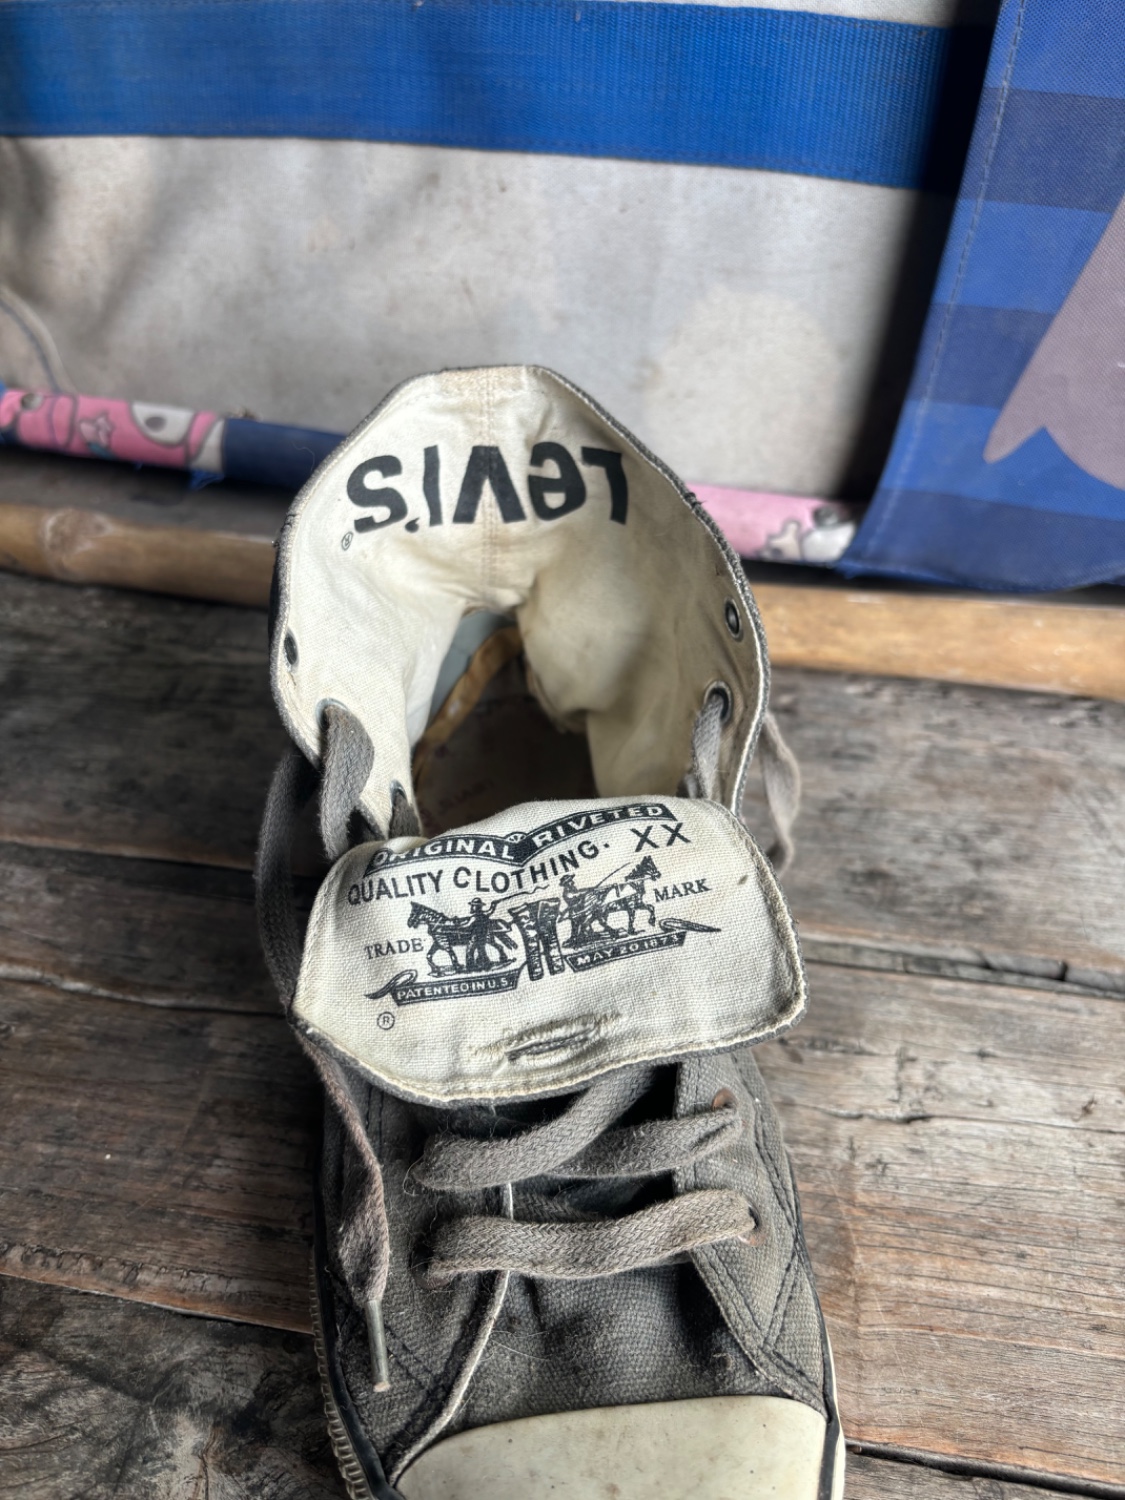 Levi's®
ORIGINAL RIVETED
QUALITY CLOTHING. XX
TRADE MARK
PATENTED IN U.S. MAY 20 1873
®